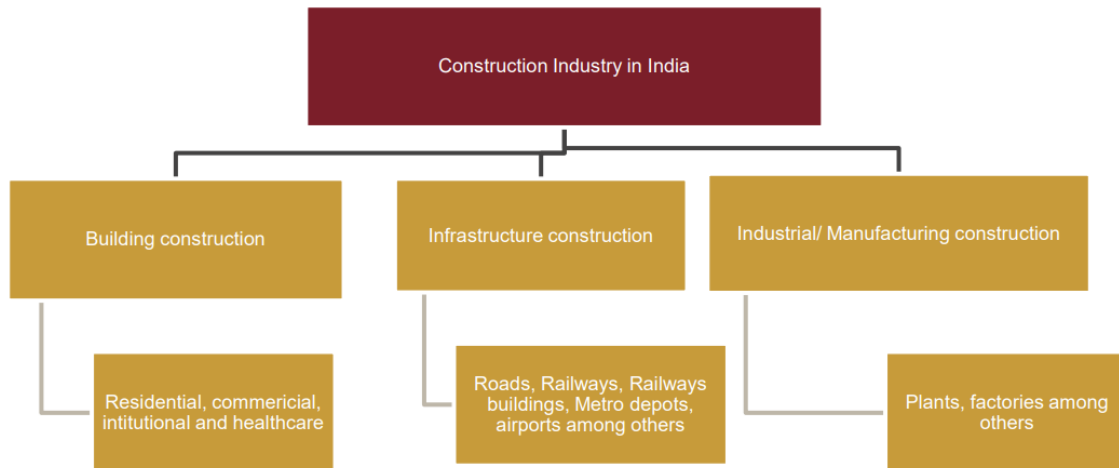 Construction Industry in India
Building construction
Infrastructure construction
Industrial/ Manufacturing construction
Residential, commericial,
intitutional and healthcare
Roads, Railways, Railways
buildings, Metro depots,
airports among others
Plants, factories among
others